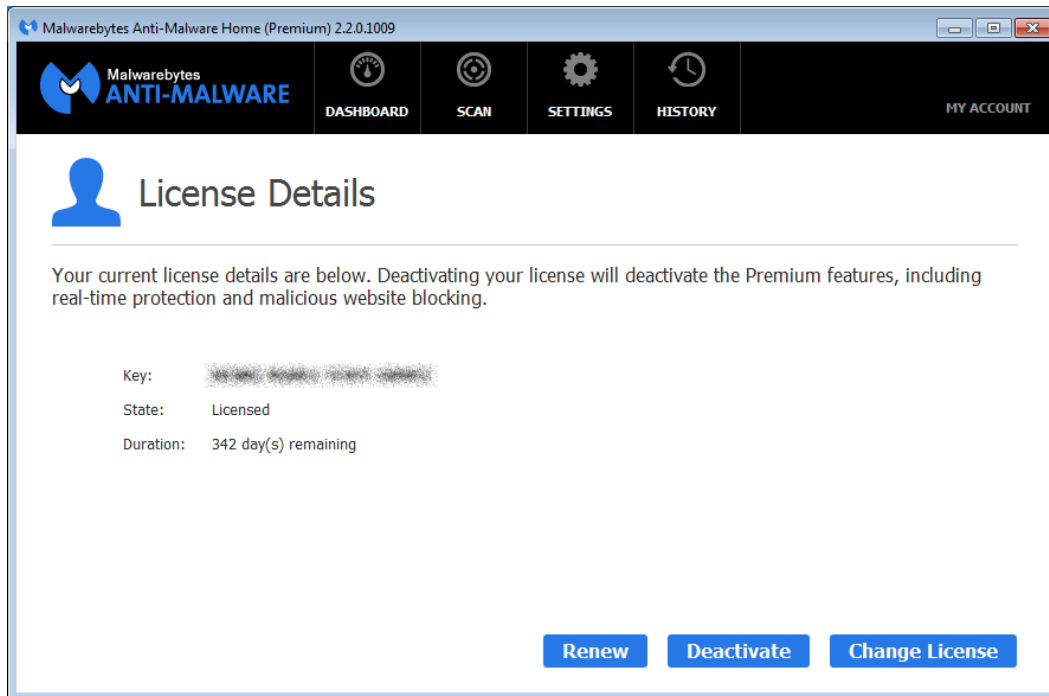 Malwarebytes Anti-Malware Home (Premium) 2.2.0.1009
Malwarebytes
ANTI-MALWARE
DASHBOARD
SCAN
SETTINGS
HISTORY
MY ACCOUNT
License Details
Your current license details are below. Deactivating your license will deactivate the Premium features, including
real-time protection and malicious website blocking.
Key:
State: Licensed
Duration: 342 day(s) remaining
Renew
Deactivate
Change License